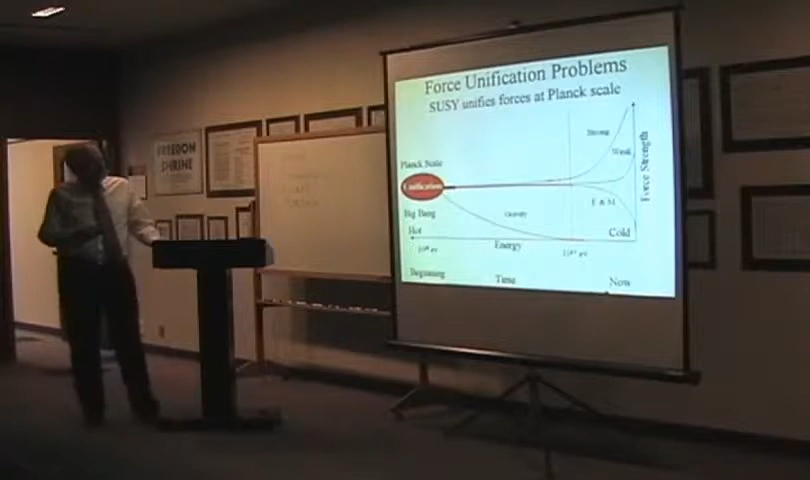 Force Unification Problems
SUSY unifies forces at Planck scale
Strong
Weak
Force Strength
Planck Scale
Unification
E & M
Gravity
Big Bang
Hot
Cold
Energy
Beginning
Time
Now
FREEDOM
SHRINE